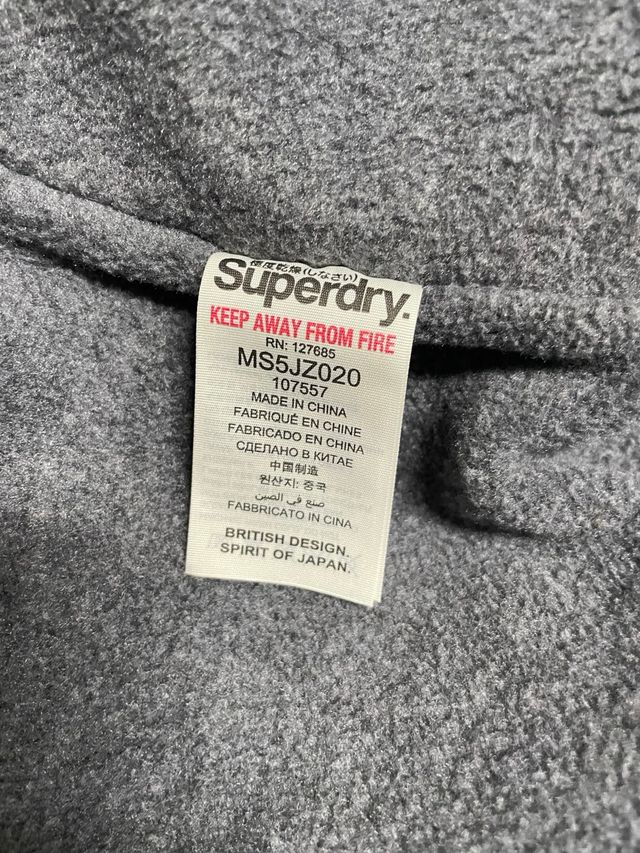 極度乾燥(しなさい)
Superdry.
KEEP AWAY FROM FIRE
RN: 127685
MS5JZ020
107557
MADE IN CHINA
FABRIQUÉ EN CHINE
FABRICADO EN CHINA
СДЕЛАНО В КИТАЕ
中国制造
원산지: 중국
صنع في الصين
FABBRICATO IN CINA
BRITISH DESIGN.
SPIRIT OF JAPAN.